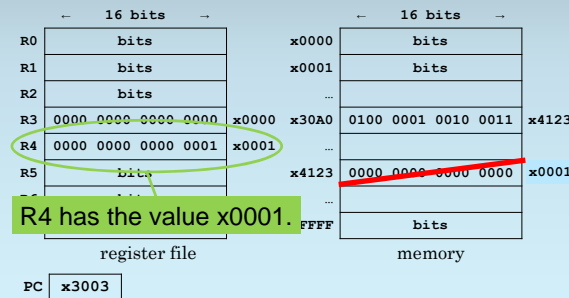 ← 16 bits → ← 16 bits →
R0 bits x0000 bits
R1 bits x0001 bits
R2 bits …
R3 0000 0000 0000 0000 x0000 x30A0 0100 0001 0010 0011 x4123
R4 0000 0000 0000 0001 x0001 …
R5 bits x4123 0000 0000 0000 0000 x0001
…
R4 has the value x0001. FFFF bits
register file memory
PC x3003